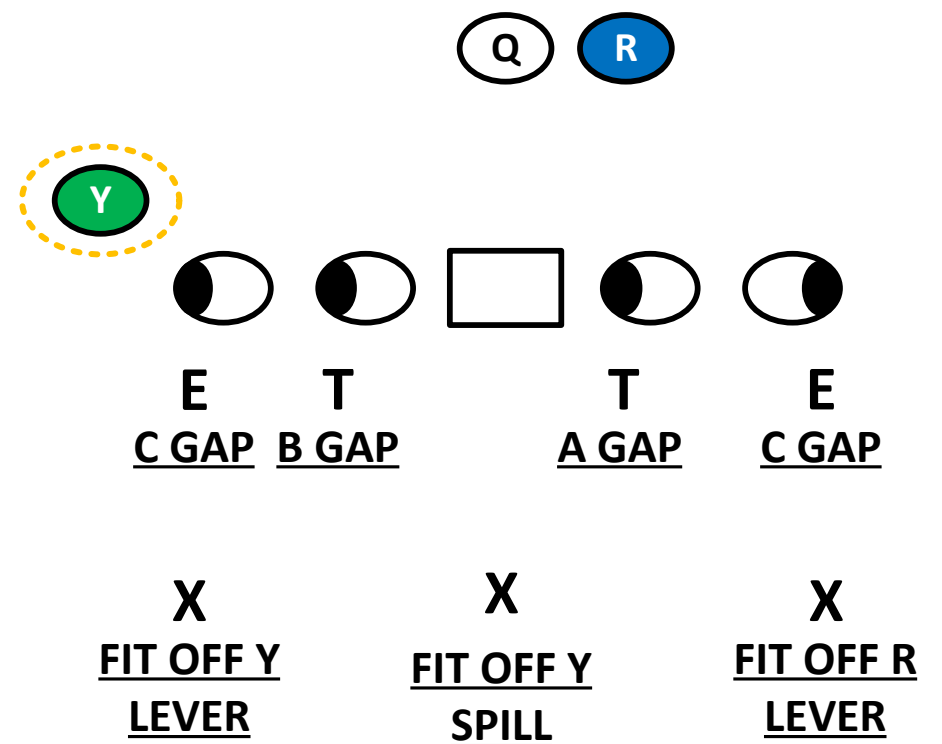 Q R
Y
E T T E
C GAP B GAP A GAP C GAP
X X X
FIT OFF Y FIT OFF Y FIT OFF R
LEVER SPILL LEVER